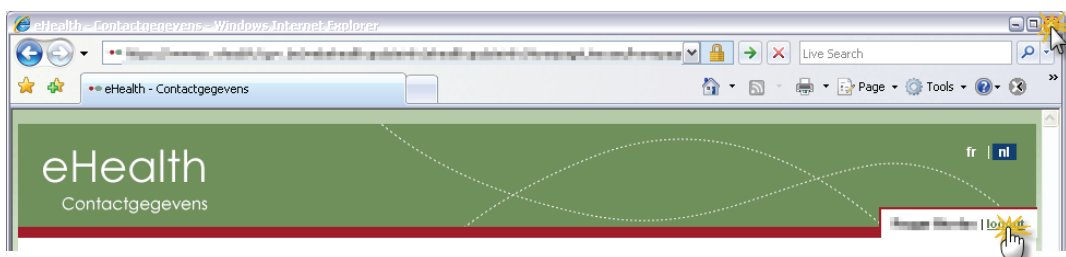 eHealth - Contactgegevens - Windows Internet Explorer
Live Search
eHealth - Contactgegevens
Page
Tools
»
fr | nl
eHealth
Contactgegevens
|